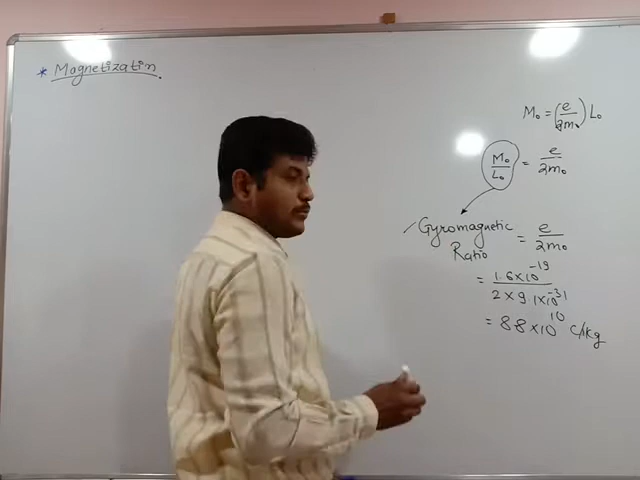 * Magnetization.
M₀ = (e/2m₀) L₀
M₀/L₀ = e/2m₀
Gyromagnetic Ratio = e/2m₀
= 1.6×10⁻¹⁹ / 2 × 9.1×10⁻³¹
= 8.8 × 10¹⁰ C/kg